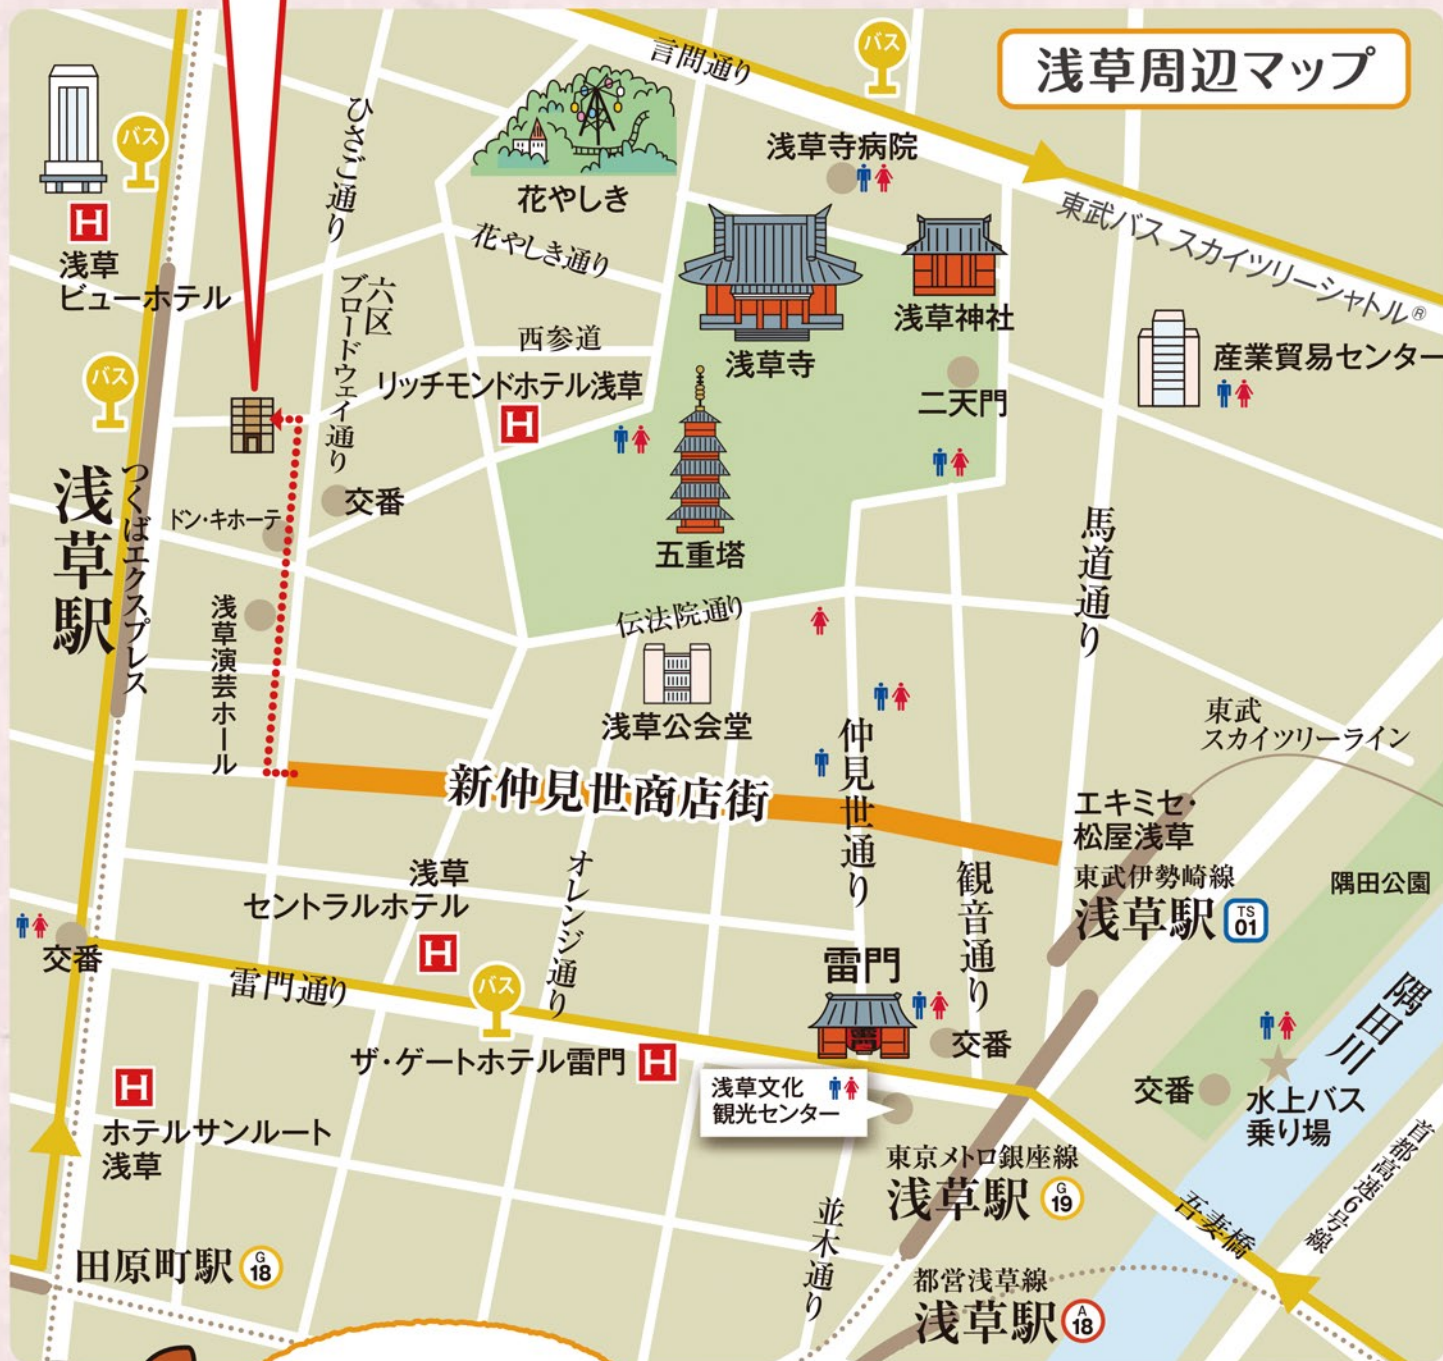 浅草周辺マップ
言問通り
バス
ひさご通り
バス
花やしき
浅草寺病院
東武バス スカイツリーシャトル®
H
浅草
ビューホテル
花やしき通り
六区
ブロードウェイ通り
西参道
浅草寺
浅草神社
産業貿易センター
バス
リッチモンドホテル浅草
H
二天門
浅草駅
つくばエクスプレス
交番
ドン・キホーテ
五重塔
馬道通り
浅草演芸ホール
伝法院通り
浅草公会堂
仲見世通り
東武
スカイツリーライン
新仲見世商店街
エキミセ・
松屋浅草
東武伊勢崎線
浅草駅 TS 01
隅田公園
浅草
セントラルホテル
H
オレンジ通り
観音通り
交番
雷門通り
バス
雷門
雷
交番
隅田川
ザ・ゲートホテル雷門 H
浅草文化
観光センター
交番
水上バス
乗り場
H
ホテルサンルート
浅草
首都高速6号線
東京メトロ銀座線
浅草駅 G 19
吾妻橋
並木通り
田原町駅 G 18
都営浅草線
浅草駅 A 18